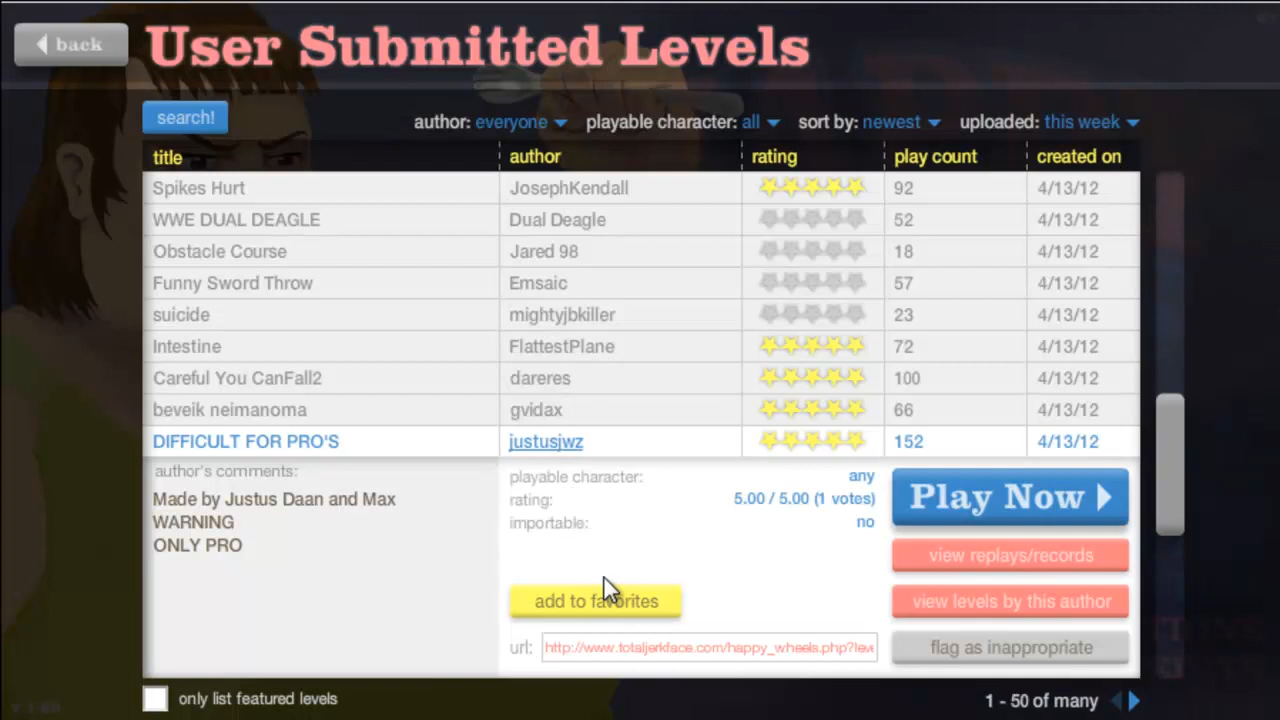 back
User Submitted Levels
search!
author: everyone playable character: all sort by: newest uploaded: this week
title author rating play count created on
Spikes Hurt JosephKendall 92 4/13/12
WWE DUAL DEAGLE Dual Deagle 52 4/13/12
Obstacle Course Jared 98 18 4/13/12
Funny Sword Throw Emsaic 57 4/13/12
suicide mightyjbkiller 23 4/13/12
Intestine FlattestPlane 72 4/13/12
Careful You CanFall2 dareres 100 4/13/12
beveik neimanoma gvidax 66 4/13/12
DIFFICULT FOR PRO'S justusjwz 152 4/13/12
author's comments:
Made by Justus Daan and Max
WARNING
ONLY PRO
playable character: any
rating: 5.00 / 5.00 (1 votes)
importable: no
add to favorites
url: http://www.totaljerkface.com/happy_wheels.php?leve
Play Now
view replays/records
view levels by this author
flag as inappropriate
only list featured levels
1 - 50 of many